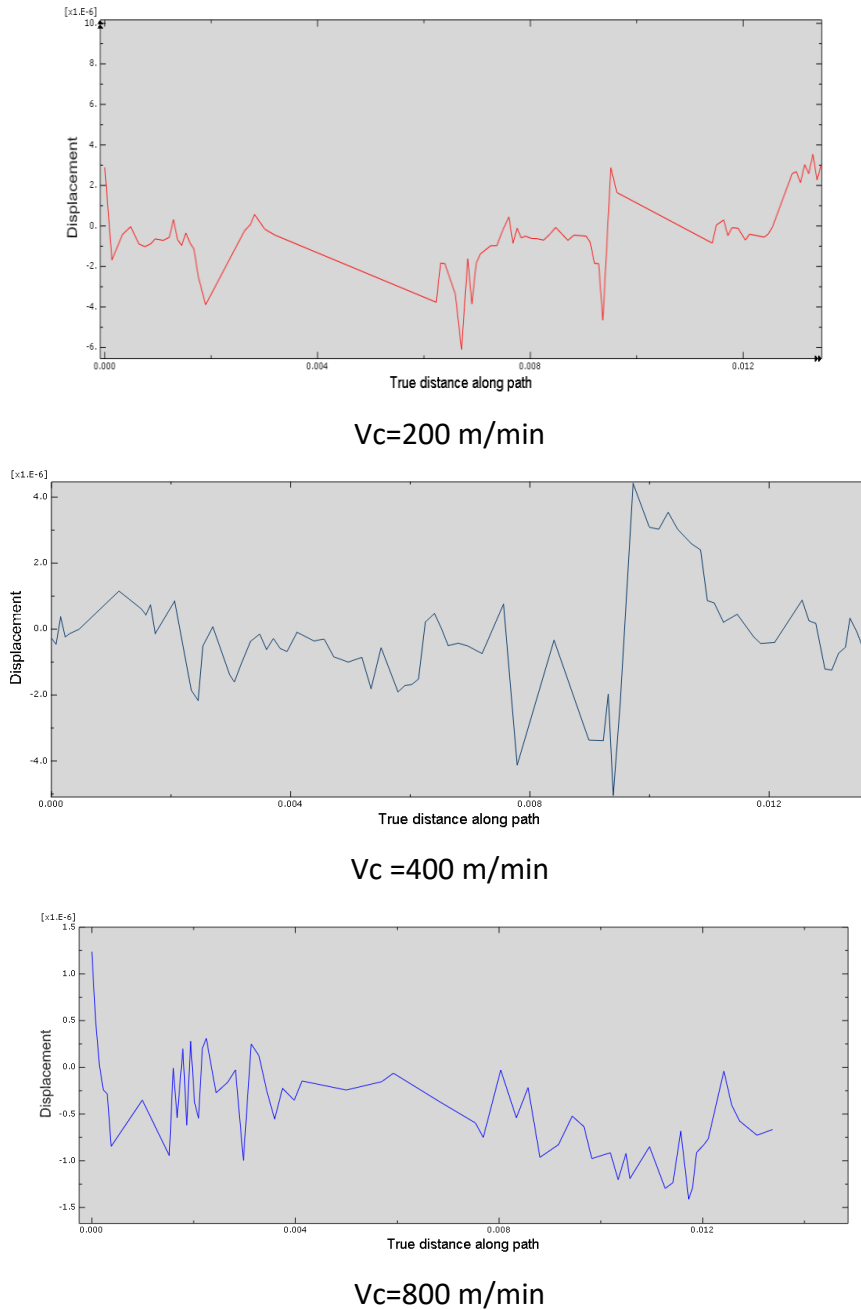 [x1.E-6]
10.
8.
6.
4.
2.
0.
-2.
-4.
-6.
Displacement
0.000 0.004 0.008 0.012
True distance along path
Vc=200 m/min
[x1.E-6]
4.0
2.0
0.0
-2.0
-4.0
Displacement
0.000 0.004 0.008 0.012
True distance along path
Vc =400 m/min
[x1.E-6]
1.5
1.0
0.5
0.0
-0.5
-1.0
-1.5
Displacement
0.000 0.004 0.008 0.012
True distance along path
Vc=800 m/min